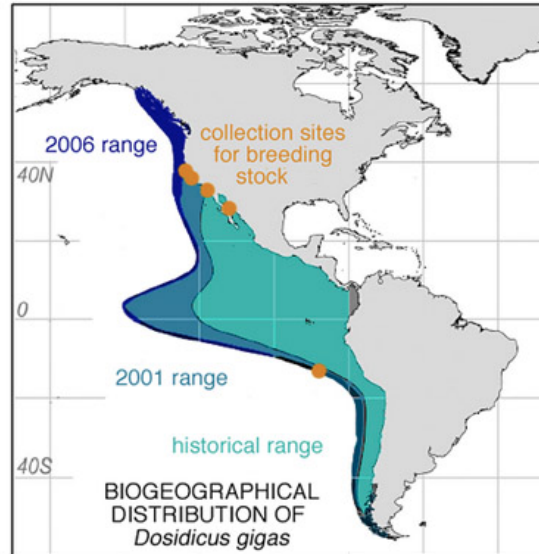 2006 range
collection sites
for breeding
stock
40N
0
2001 range
historical range
40S
BIOGEOGRAPHICAL
DISTRIBUTION OF
Dosidicus gigas